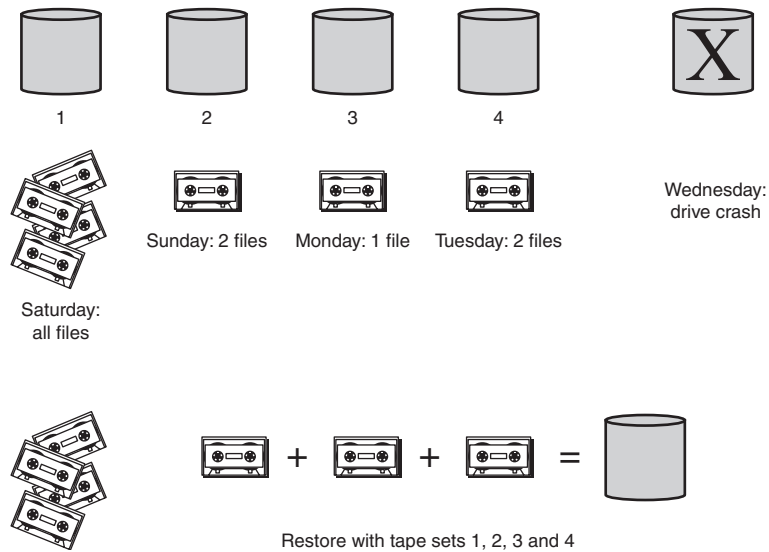 X
1 2 3 4
Sunday: 2 files Monday: 1 file Tuesday: 2 files
Wednesday:
drive crash
Saturday:
all files
+ + =
Restore with tape sets 1, 2, 3 and 4